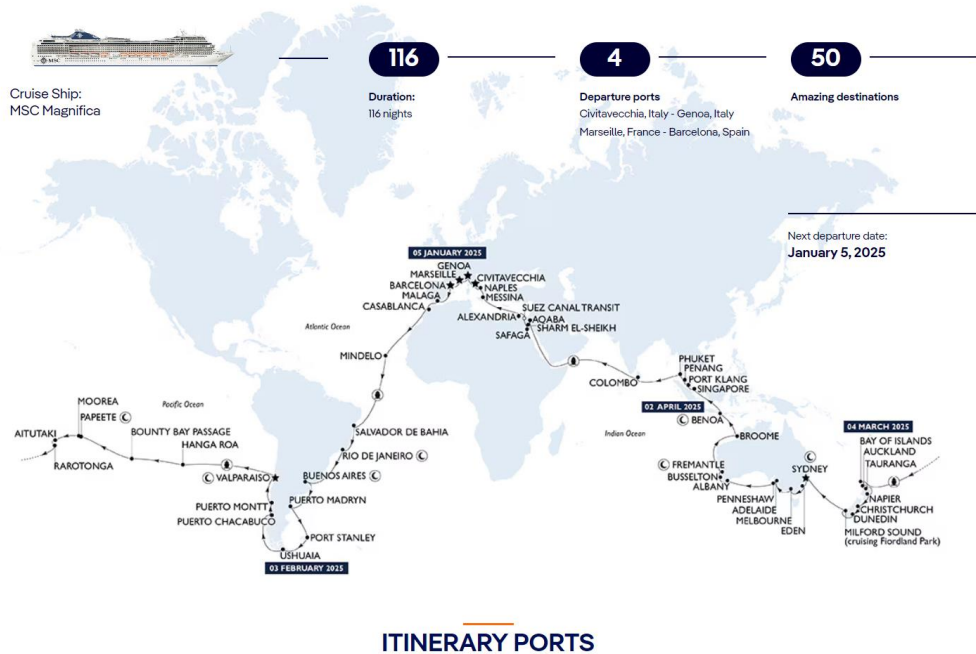 MSC
Cruise Ship:
MSC Magnifica
116
Duration:
116 nights
4
Departure ports
Civitavecchia, Italy - Genoa, Italy
Marseille, France - Barcelona, Spain
50
Amazing destinations
Next departure date:
January 5, 2025
05 JANUARY 2025
GENOA
MARSEILLE
CIVITAVECCHIA
BARCELONA
NAPLES
MALAGA
MESSINA
CASABLANCA
SUEZ CANAL TRANSIT
ALEXANDRIA
AQABA
SHARM EL-SHEIKH
SAFAGA
Atlantic Ocean
MINDELO
PHUKET
PENANG
PORT KLANG
COLOMBO
SINGAPORE
MOOREA
Pacific Ocean
PAPEETE
02 APRIL 2025
BENOA
AITUTAKI
BOUNTY BAY PASSAGE
SALVADOR DE BAHIA
Indian Ocean
BROOME
04 MARCH 2025
HANGA ROA
BAY OF ISLANDS
RAROTONGA
RIO DE JANEIRO
AUCKLAND
FREMANTLE
SYDNEY
TAURANGA
VALPARAISO
BUENOS AIRES
BUSSELTON
ALBANY
PUERTO MADRYN
PENNESHAW
NAPIER
PUERTO MONTT
ADELAIDE
CHRISTCHURCH
PUERTO CHACABUCO
MELBOURNE
DUNEDIN
EDEN
MILFORD SOUND
(cruising Fiordland Park)
PORT STANLEY
USHUAIA
03 FEBRUARY 2025
ITINERARY PORTS